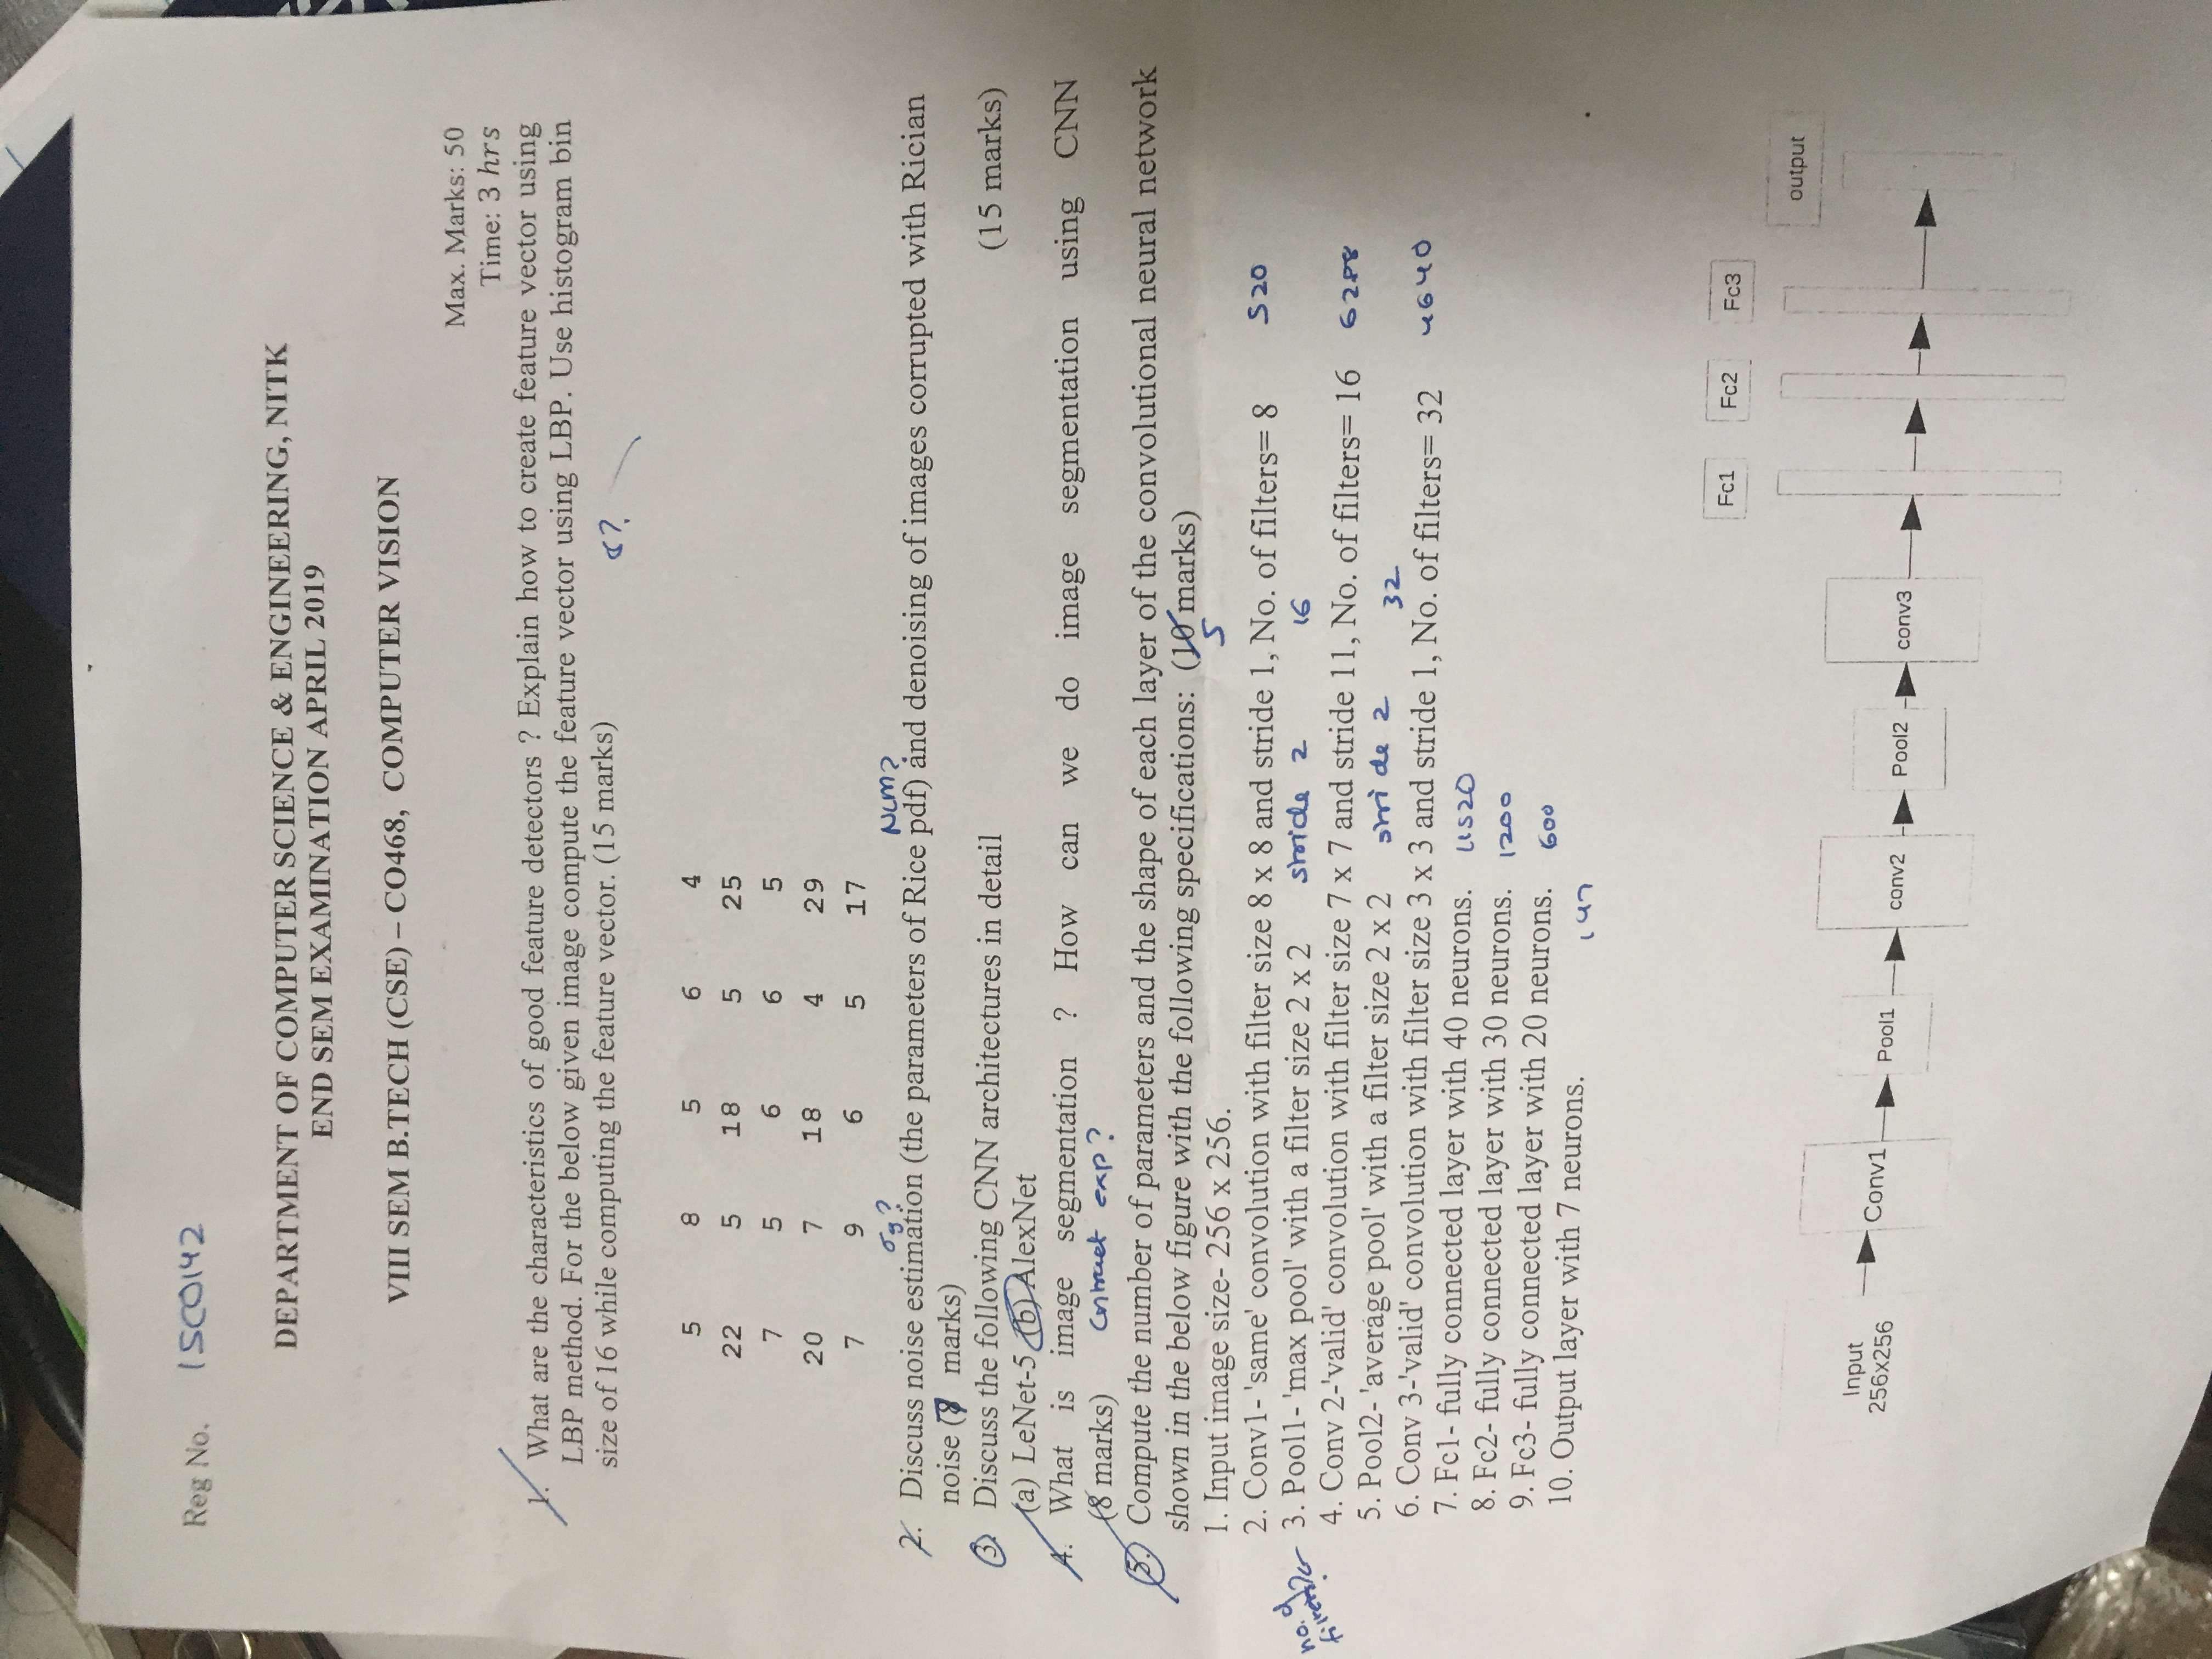 Reg No. 15CO142
DEPARTMENT OF COMPUTER SCIENCE & ENGINEERING, NITK
END SEM EXAMINATION APRIL 2019
VIII SEM B.TECH (CSE) – CO468, COMPUTER VISION
Max. Marks: 50
Time: 3 hrs
1. What are the characteristics of good feature detectors ? Explain how to create feature vector using
LBP method. For the below given image compute the feature vector using LBP. Use histogram bin
size of 16 while computing the feature vector. (15 marks) 8?
5 8 5 6 4
22 5 18 5 25
7 5 6 6 5
20 7 18 4 29
7 9 6 5 17
σg? NLM?
2. Discuss noise estimation (the parameters of Rice pdf) and denoising of images corrupted with Rician
noise (7 marks)
3. Discuss the following CNN architectures in detail (15 marks)
(a) LeNet-5 (b) AlexNet
4. What is image segmentation ? How can we do image segmentation using CNN
(8 marks) Contract exp?
5. Compute the number of parameters and the shape of each layer of the convolutional neural network
shown in the below figure with the following specifications: (10 marks)
5
1. Input image size- 256 x 256.
2. Conv1- 'same' convolution with filter size 8 x 8 and stride 1, No. of filters= 8 520
no. of
filters?
3. Pool1- 'max pool' with a filter size 2 x 2 stride 2 16
4. Conv 2-'valid' convolution with filter size 7 x 7 and stride 11, No. of filters= 16 6288
5. Pool2- 'average pool' with a filter size 2 x 2 stride 2 32
6. Conv 3-'valid' convolution with filter size 3 x 3 and stride 1, No. of filters= 32 4640
7. Fc1- fully connected layer with 40 neurons. 11520
8. Fc2- fully connected layer with 30 neurons. 1200
9. Fc3- fully connected layer with 20 neurons. 600
10. Output layer with 7 neurons. 147
Fc1 Fc2 Fc3
output
Input
256x256
Conv1 Pool1 conv2 Pool2 conv3